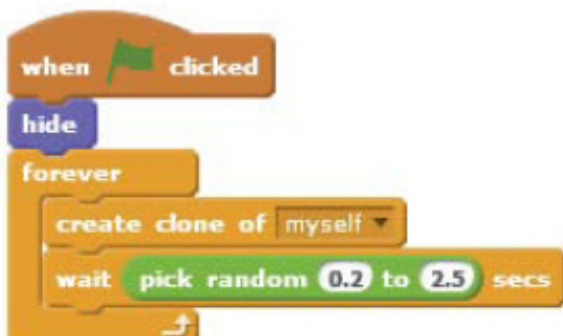 when clicked
hide
forever
create clone of myself
wait pick random 0.2 to 2.5 secs